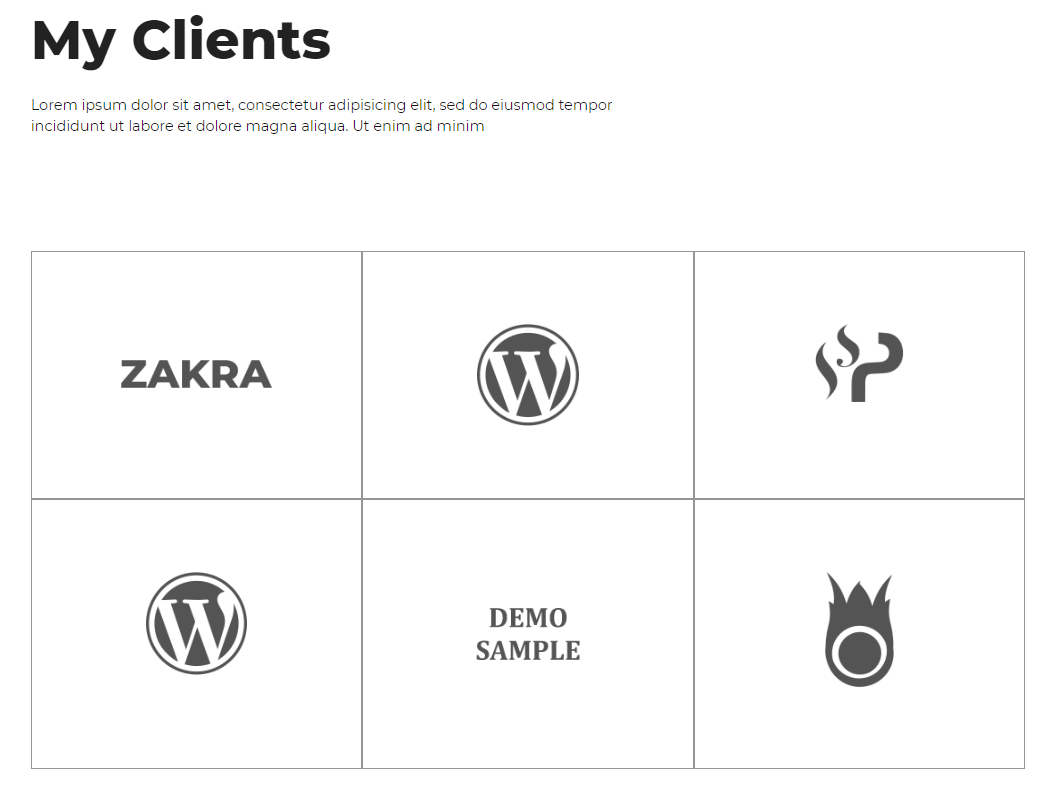 My Clients
Lorem ipsum dolor sit amet, consectetur adipisicing elit, sed do eiusmod tempor
incididunt ut labore et dolore magna aliqua. Ut enim ad minim
ZAKRA
W
W
DEMO
SAMPLE